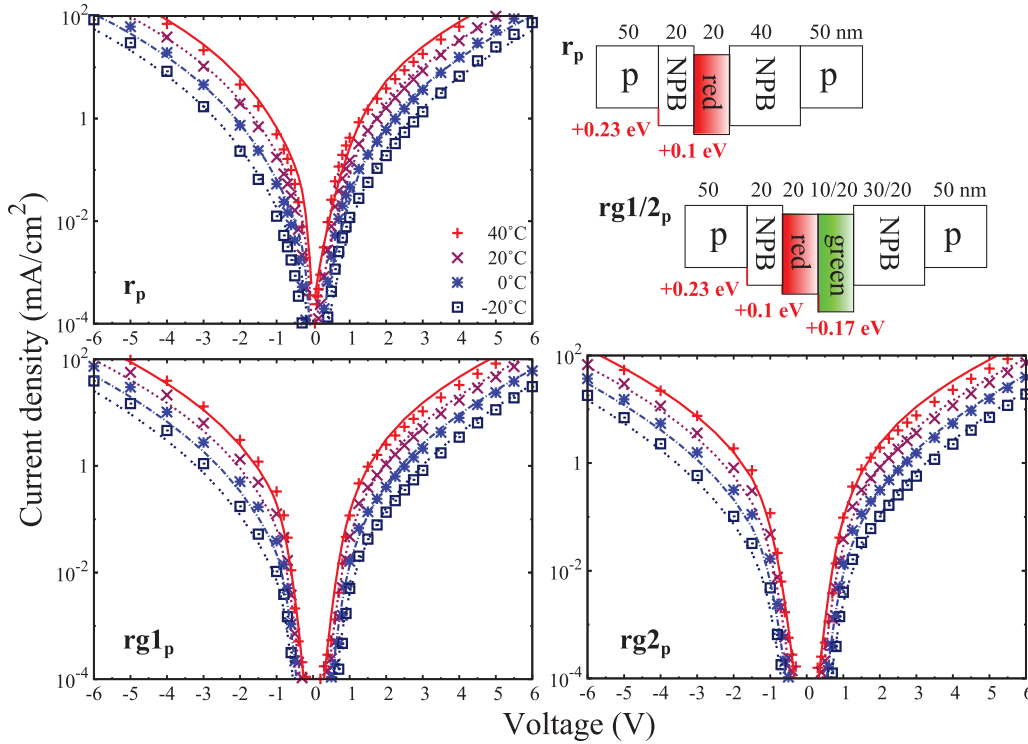 Current density (mA/cm²)
10²
1
10⁻²
10⁻⁴
-6 -5 -4 -3 -2 -1 0 1 2 3 4 5 6
rₚ
40°C
20°C
0°C
-20°C
rₚ
50 20 20 40 50 nm
p NPB red NPB p
+0.23 eV
+0.1 eV
rg1/2ₚ
50 20 20 10/20 30/20 50 nm
p NPB red green NPB p
+0.23 eV
+0.1 eV
+0.17 eV
10²
1
10⁻²
10⁻⁴
-6 -5 -4 -3 -2 -1 0 1 2 3 4 5 6
rg1ₚ
10²
1
10⁻²
10⁻⁴
-6 -5 -4 -3 -2 -1 0 1 2 3 4 5 6
rg2ₚ
Voltage (V)